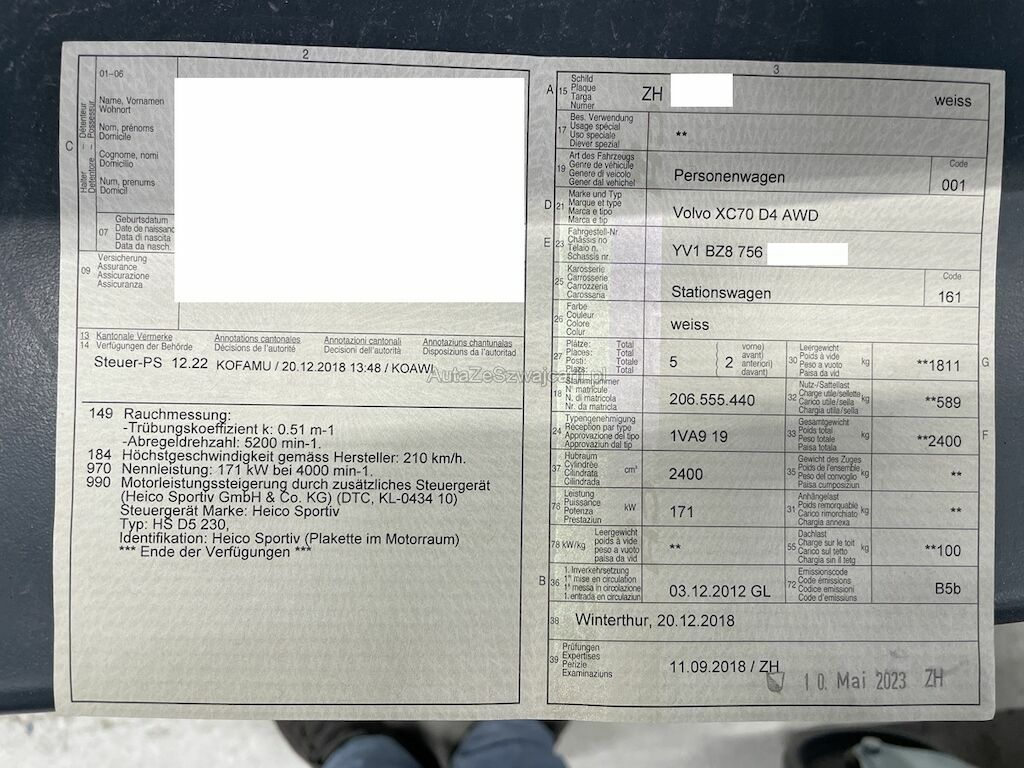 2
01-06
Name, Vornamen
Wohnort
Nom, prénoms
Domicile
Cognome, nomi
Domicilio
Num, prenums
Domicil
C
Halter – Détenteur
Detentore – Possessur
07
Geburtsdatum
Date de naissance
Data di nascita
Data da nasch.
09
Versicherung
Assurance
Assicurazione
Assicuranza
13 Kantonale Vermerke Annotations cantonales Annotazioni cantonali Annotaziuns chantunalas
14 Verfügungen der Behörde Décisions de l'autorité Decisioni dell'autorità Disposiziuns da l'autoritad
Steuer-PS 12.22 KOFAMU / 20.12.2018 13:48 / KOAWI
AutaZeSzwajcarii.pl
149 Rauchmessung:
-Trübungskoeffizient k: 0.51 m-1
-Abregeldrehzahl: 5200 min-1.
184 Höchstgeschwindigkeit gemäss Hersteller: 210 km/h.
970 Nennleistung: 171 kW bei 4000 min-1.
990 Motorleistungssteigerung durch zusätzliches Steuergerät
(Heico Sportiv GmbH & Co. KG) (DTC, KL-0434 10)
Steuergerät Marke: Heico Sportiv
Typ: HS D5 230,
Identifikation: Heico Sportiv (Plakette im Motorraum)
*** Ende der Verfügungen ***
3
A 15
Schild
Plaque
Targa
Numer
ZH
weiss
17
Bes. Verwendung
Usage spécial
Uso speciale
Diever spezial
**
19
Art des Fahrzeugs
Genre de véhicule
Genere di veicolo
Gener dal vehichel
Personenwagen
Code
001
D 21
Marke und Typ
Marque et type
Marca e tipo
Marca e tip
Volvo XC70 D4 AWD
E 23
Fahrgestell-Nr.
Châssis no
Telaio n.
Schassis nr.
YV1 BZ8 756
25
Karosserie
Carrosserie
Carrozzeria
Carossaria
Stationswagen
Code
161
26
Farbe
Couleur
Colore
Colur
weiss
27
Plätze: Total
Places: Total
Posti: Totale
Plazs: Total
5
2
vorne)
avant)
anteriori)
davant)
30
Leergewicht
Poids à vide
Peso a vuoto
Paisa da vid
kg
**1811
G
18
Stammnummer
N° matricule
N. di matricola
Nr. da matricla
206.555.440
32
Nutz-/Sattellast
Charge utile/sellette
Carico utile/sella
Chargia utila/sella
kg
**589
24
Typengenehmigung
Réception par type
Approvazione del tipo
Approvaziun dal tip
1VA9 19
33
Gesamtgewicht
Poids total
Peso totale
Paisa totala
kg
**2400
F
37
Hubraum
Cylindrée
Cilindrata
Cilindrada
cm³
2400
35
Gewicht des Zuges
Poids de l'ensemble
Peso del convoglio
Paisa cumposiziun
kg
**
76
Leistung
Puissance
Potenza
Prestaziun
kW
171
31
Anhängelast
Poids remorquable
Carico rimorchiato
Chargia annexa
kg
**
78 kW/kg
Leergewicht
poids à vide
peso a vuoto
paisa da vid
**
55
Dachlast
Charge sur le toit
Carico sul tetto
Chargia sin il tetg
kg
**100
B 36
1. Inverkehrsetzung
1re mise en circulation
1a messa in circolazione
1. entrada en circulaziun
03.12.2012 GL
72
Emissionscode
Code émissions
Codice emissioni
Code d'emissiuns
B5b
38
Winterthur, 20.12.2018
39
Prüfungen
Expertises
Perizie
Examinaziuns
11.09.2018 / ZH
10. Mai 2023 ZH